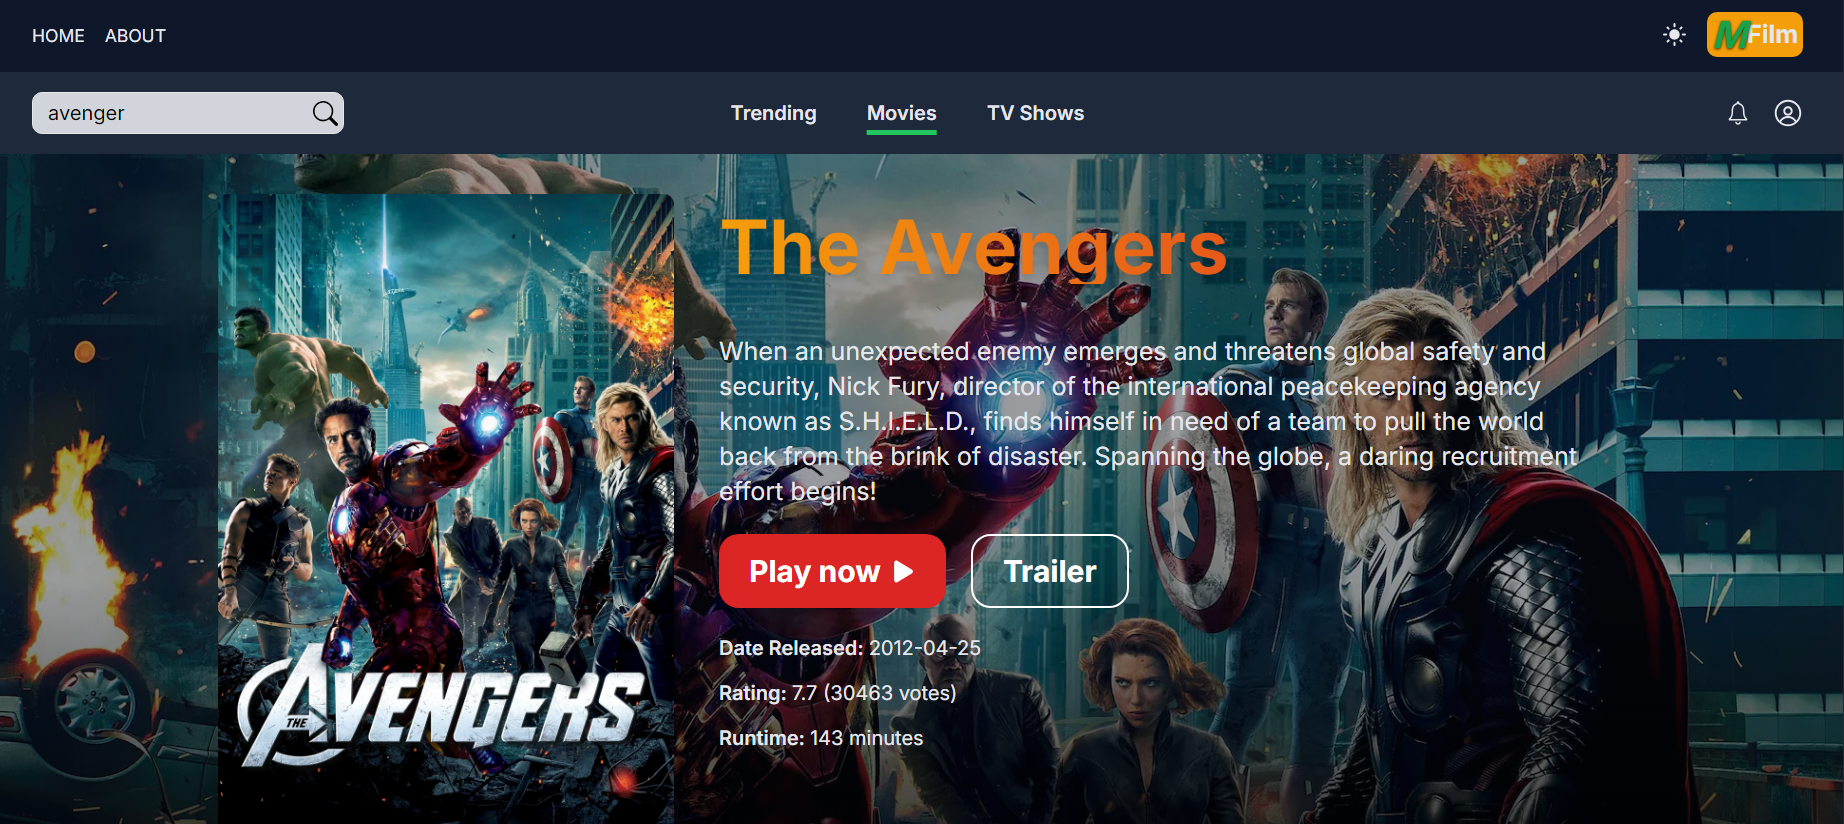 HOME ABOUT
MFilm
avenger
Trending Movies TV Shows
The Avengers
When an unexpected enemy emerges and threatens global safety and
security, Nick Fury, director of the international peacekeeping agency
known as S.H.I.E.L.D., finds himself in need of a team to pull the world
back from the brink of disaster. Spanning the globe, a daring recruitment
effort begins!
Play now
Trailer
Date Released: 2012-04-25
Rating: 7.7 (30463 votes)
Runtime: 143 minutes
THE AVENGERS